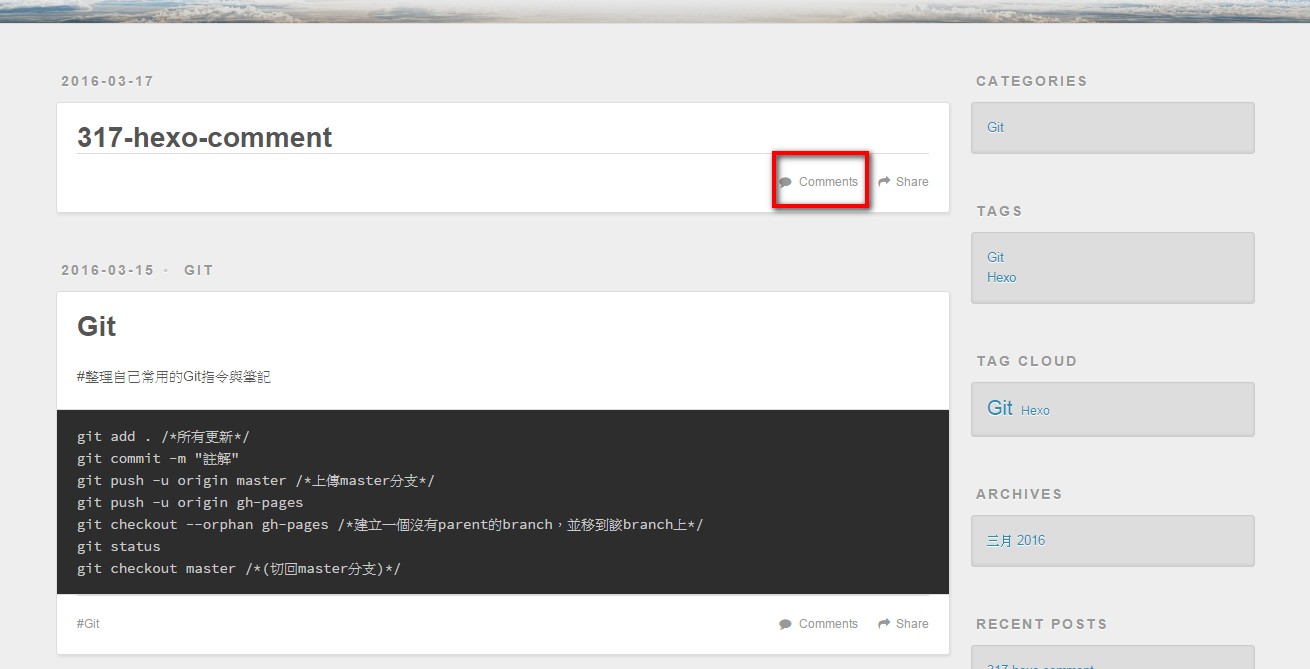 2016-03-17
317-hexo-comment
Comments Share
2016-03-15 · GIT
Git
#整理自己常用的Git指令與筆記
git add . /*所有更新*/
git commit -m "註解"
git push -u origin master /*上傳master分支*/
git push -u origin gh-pages
git checkout --orphan gh-pages /*建立一個沒有parent的branch，並移到該branch上*/
git status
git checkout master /*(切回master分支)*/
#Git Comments Share
CATEGORIES
Git
TAGS
Git
Hexo
TAG CLOUD
Git Hexo
ARCHIVES
三月 2016
RECENT POSTS
317-hexo-comment